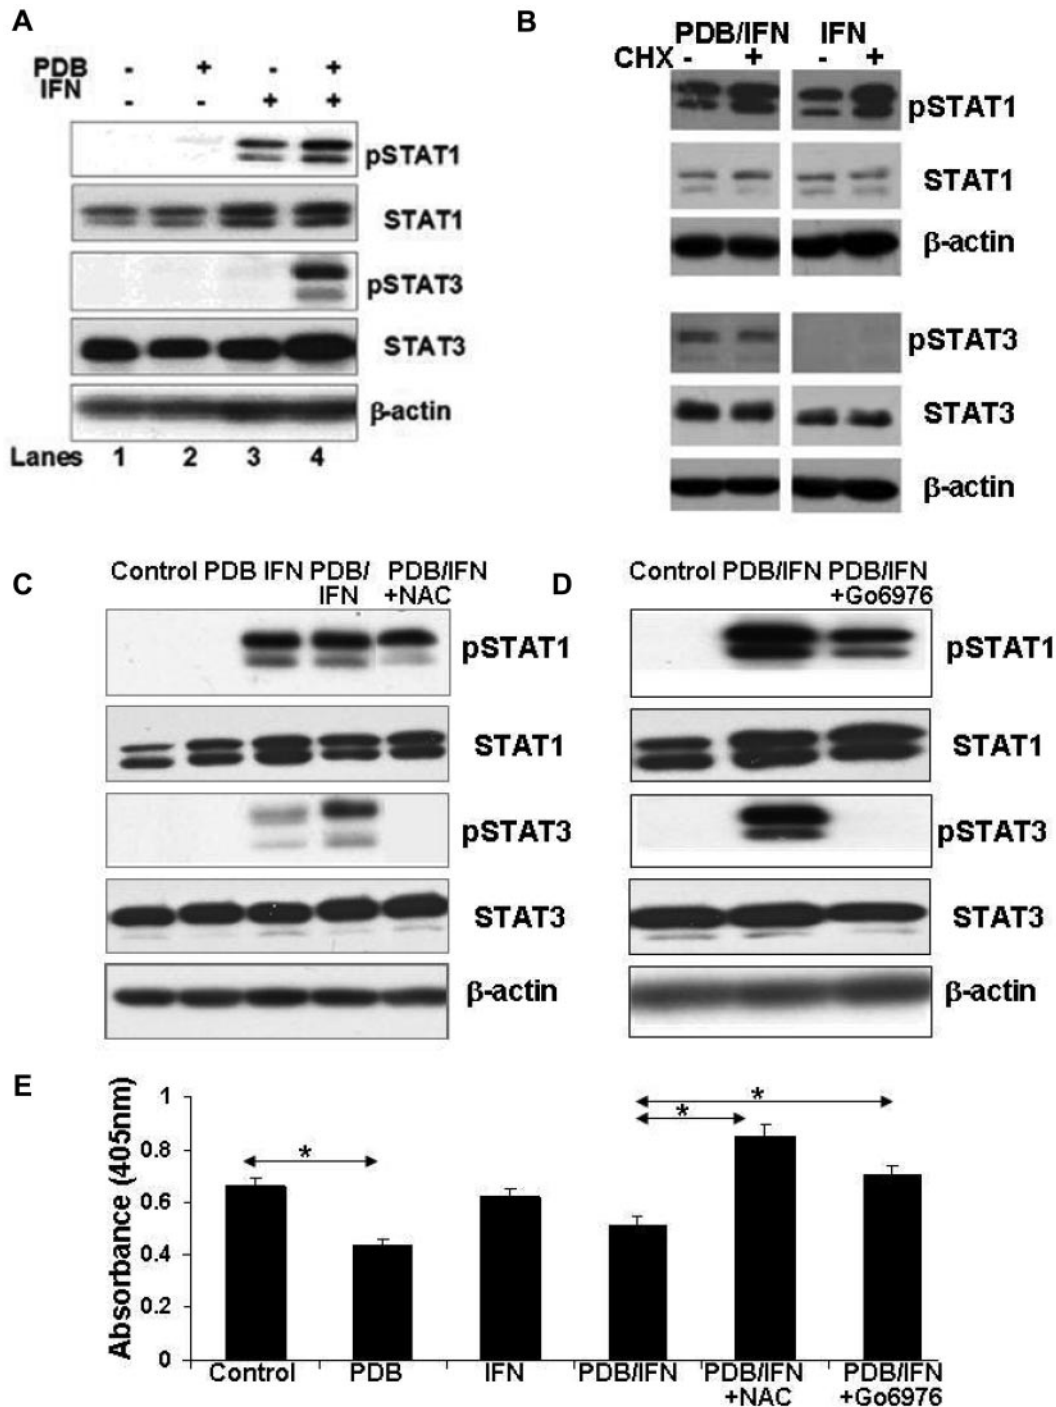 A
PDB - + - +
IFN - - + +
pSTAT1
STAT1
pSTAT3
STAT3
β-actin
Lanes 1 2 3 4
B
PDB/IFN IFN
CHX - + - +
pSTAT1
STAT1
β-actin
pSTAT3
STAT3
β-actin
C
Control PDB IFN PDB/ PDB/IFN
IFN +NAC
pSTAT1
STAT1
pSTAT3
STAT3
β-actin
D
Control PDB/IFN PDB/IFN
+Go6976
pSTAT1
STAT1
pSTAT3
STAT3
β-actin
E
Absorbance (405nm)
1
0.8
0.6
0.4
0.2
0
*
*
*
Control PDB IFN PDB/IFN PDB/IFN PDB/IFN
+NAC +Go6976